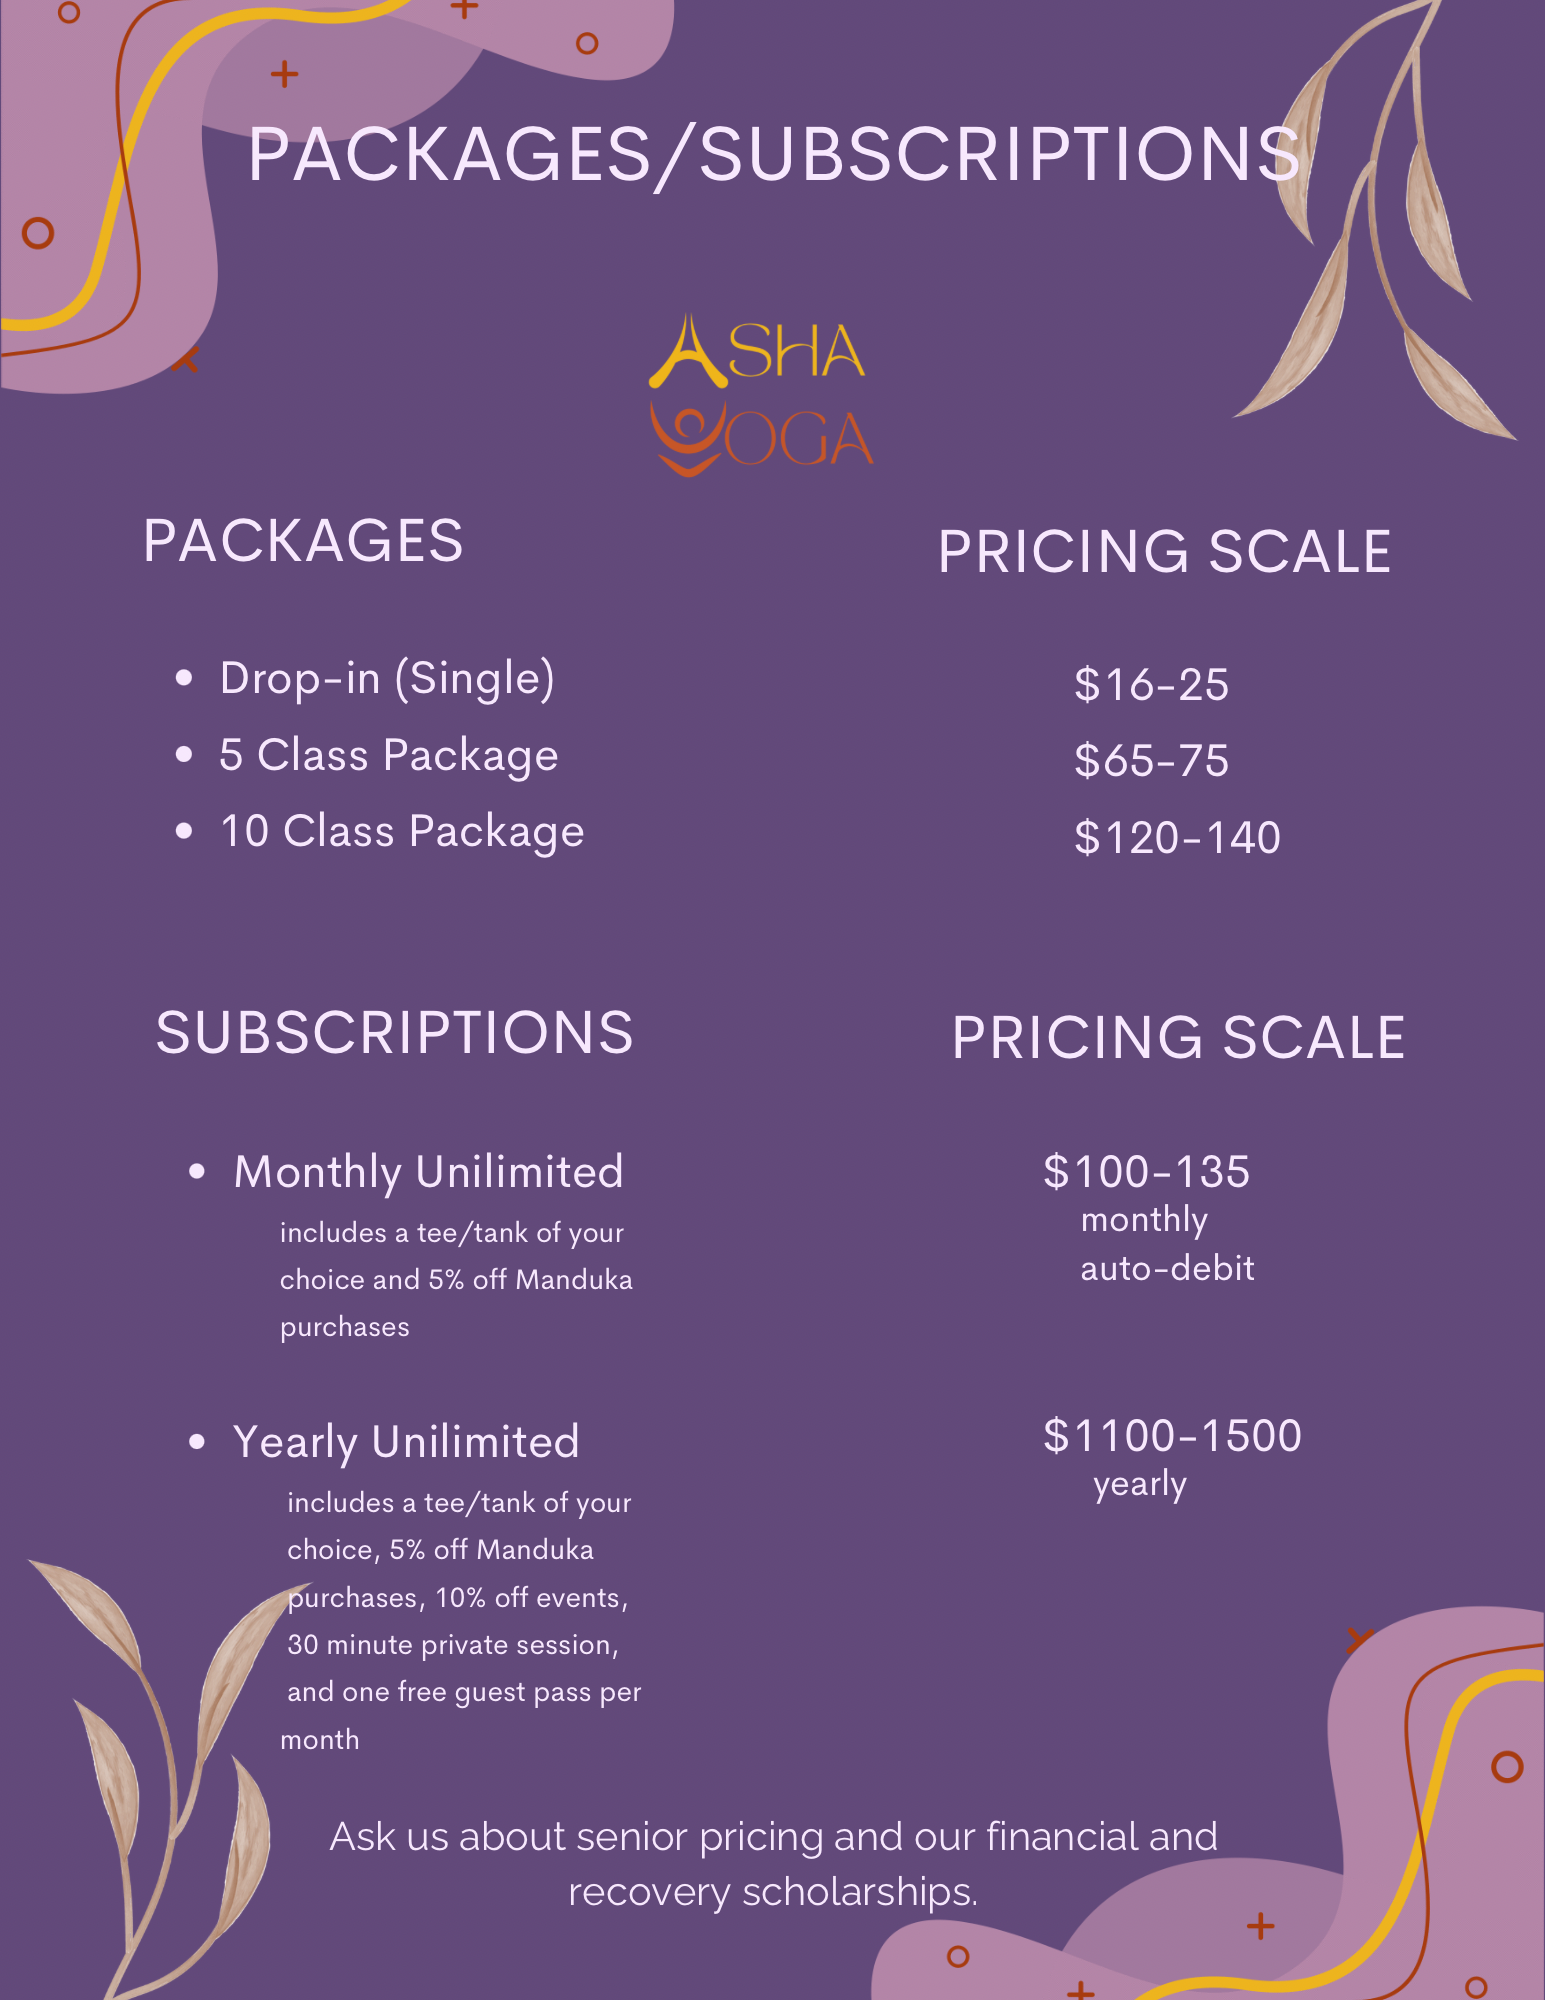 PACKAGES/SUBSCRIPTIONS
ASHA
YOGA
PACKAGES
PRICING SCALE
• Drop-in (Single)
$16-25
• 5 Class Package
$65-75
• 10 Class Package
$120-140
SUBSCRIPTIONS
PRICING SCALE
• Monthly Unilimited
$100-135
monthly
auto-debit
includes a tee/tank of your
choice and 5% off Manduka
purchases
• Yearly Unilimited
$1100-1500
yearly
includes a tee/tank of your
choice, 5% off Manduka
purchases, 10% off events,
30 minute private session,
and one free guest pass per
month
Ask us about senior pricing and our financial and
recovery scholarships.